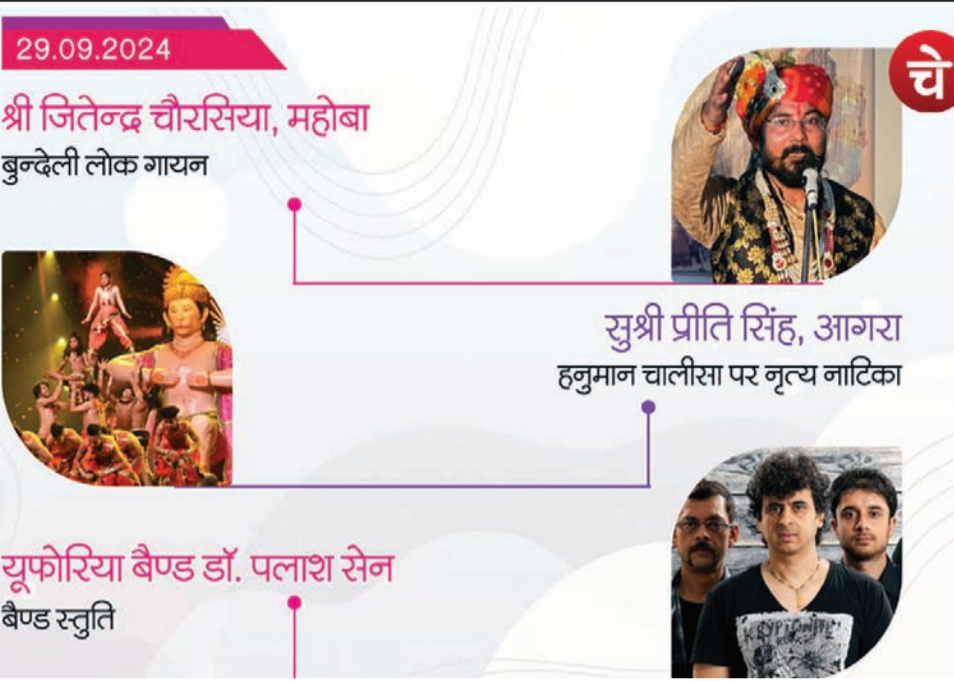 29.09.2024
चे
श्री जितेन्द्र चौरसिया, महोबा
बुन्देली लोक गायन
सुश्री प्रीति सिंह, आगरा
हनुमान चालीसा पर नृत्य नाटिका
यूफोरिया बैण्ड डॉ. पलाश सेन
बैण्ड स्तुति